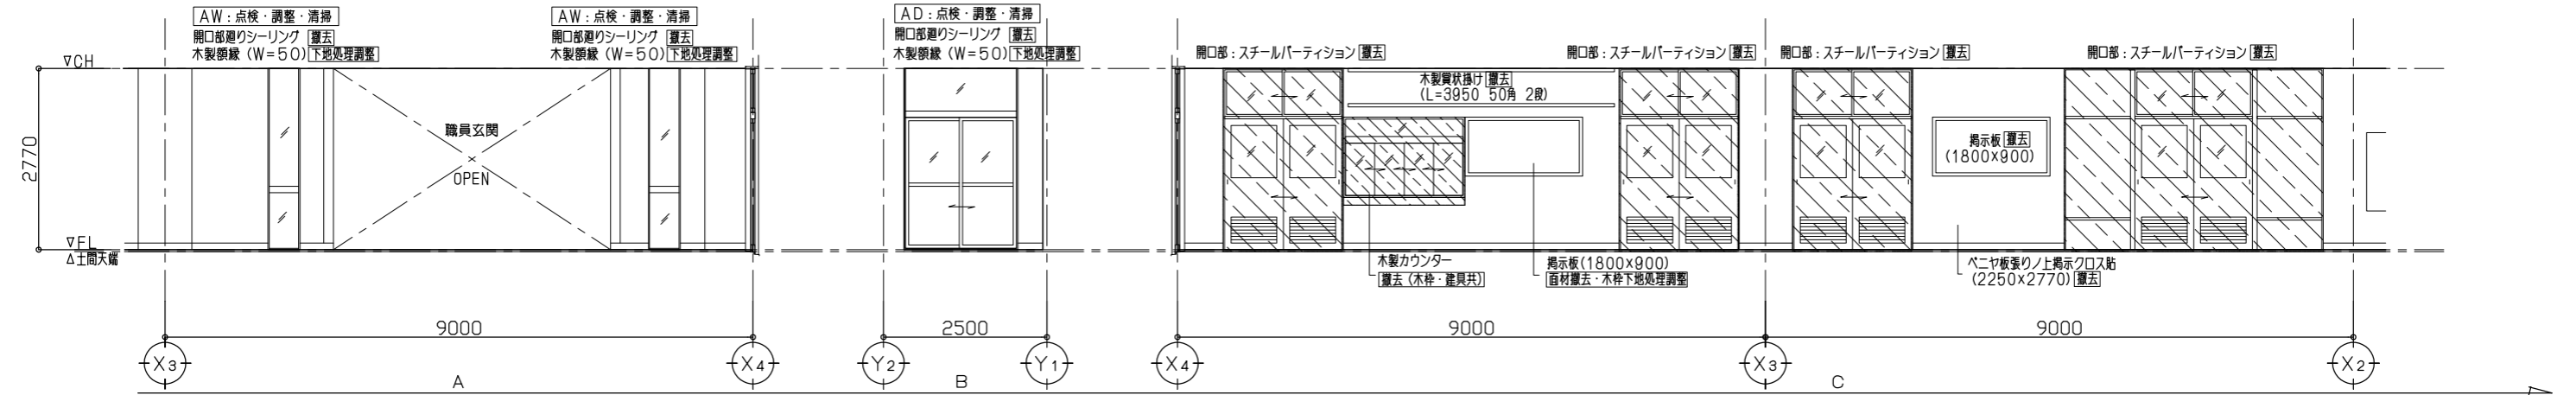 AW：点検・調整・清掃
開口部廻りシーリング 撤去
木製額縁（W=50）下地処理調整
AW：点検・調整・清掃
開口部廻りシーリング 撤去
木製額縁（W=50）下地処理調整
AD：点検・調整・清掃
開口部廻りシーリング 撤去
木製額縁（W=50）下地処理調整
開口部：スチールパーティション 撤去
開口部：スチールパーティション 撤去
開口部：スチールパーティション 撤去
開口部：スチールパーティション 撤去
▽CH
木製賞状掛け 撤去
(L=3950 50角 2段)
2770
職員玄関
OPEN
掲示板 撤去
(1800×900)
▽FL
△土間天端
木製カウンター
撤去（木枠・建具共）
掲示板(1800×900)
面材撤去・木枠下地処理調整
ベニヤ板張りノ上掲示クロス貼
(2250×2770) 撤去
9000
2500
9000
9000
X3
X4
Y2
Y1
X4
X3
X2
A
B
C